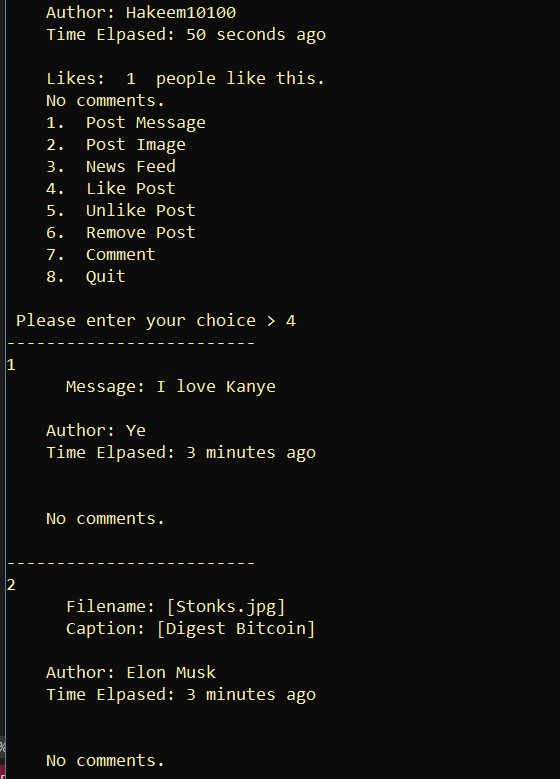 Author: Hakeem10100
Time Elpased: 50 seconds ago
Likes:  1  people like this.
No comments.
1.  Post Message
2.  Post Image
3.  News Feed
4.  Like Post
5.  Unlike Post
6.  Remove Post
7.  Comment
8.  Quit
Please enter your choice > 4
-------------------------
1
Message: I love Kanye
Author: Ye
Time Elpased: 3 minutes ago
No comments.
-------------------------
2
Filename: [Stonks.jpg]
Caption: [Digest Bitcoin]
Author: Elon Musk
Time Elpased: 3 minutes ago
No comments.